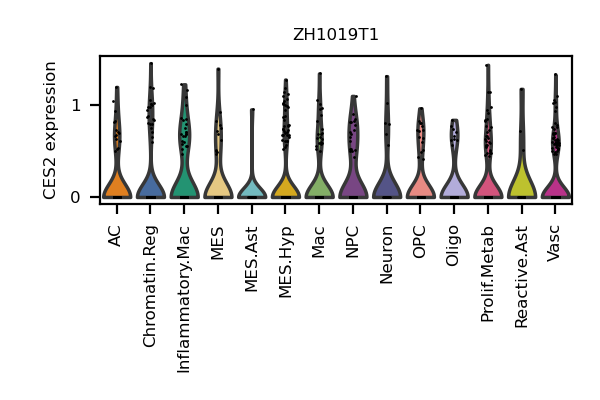 ZH1019T1
CES2 expression
1
0
AC
Chromatin.Reg
Inflammatory.Mac
MES
MES.Ast
MES.Hyp
Mac
NPC
Neuron
OPC
Oligo
Prolif.Metab
Reactive.Ast
Vasc